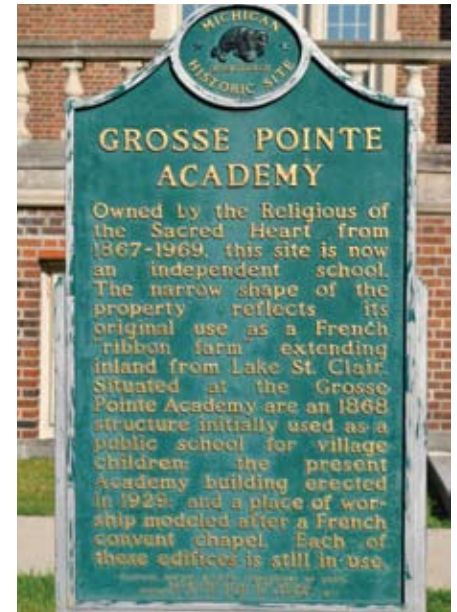 MICHIGAN
HISTORIC SITE
GROSSE POINTE
ACADEMY
Owned by the Religious of
the Sacred Heart from
1867-1969, this site is now
an independent school.
The narrow shape of the
property reflects its
original use as a French
"ribbon farm" extending
inland from Lake St. Clair.
Situated at the Grosse
Pointe Academy are an 1868
structure initially used as a
public school for village
children; the present
Academy building erected
in 1929, and a place of wor-
ship modeled after a French
convent chapel. Each of
these edifices is still in use.